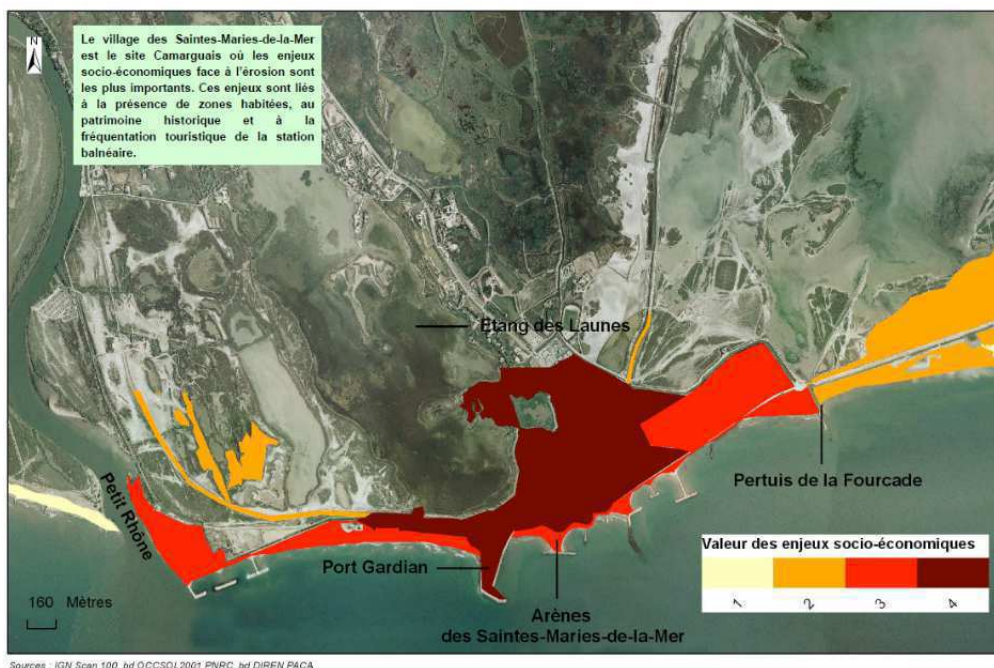 N
Le village des Saintes-Maries-de-la-Mer
est le site Camarguais où les enjeux
socio-économiques face à l'érosion sont
les plus importants. Ces enjeux sont liés
à la présence de zones habitées, au
patrimoine historique et à la
fréquentation touristique de la station
balnéaire.
Etang des Launes
Petit Rhône
Pertuis de la Fourcade
Port Gardian
Arènes
des Saintes-Maries-de-la-Mer
Valeur des enjeux socio-économiques
1 2 3 4
160 Mètres
Sources : IGN Scan 100, bd OCCSOL2001 PNRC, bd DIREN PACA